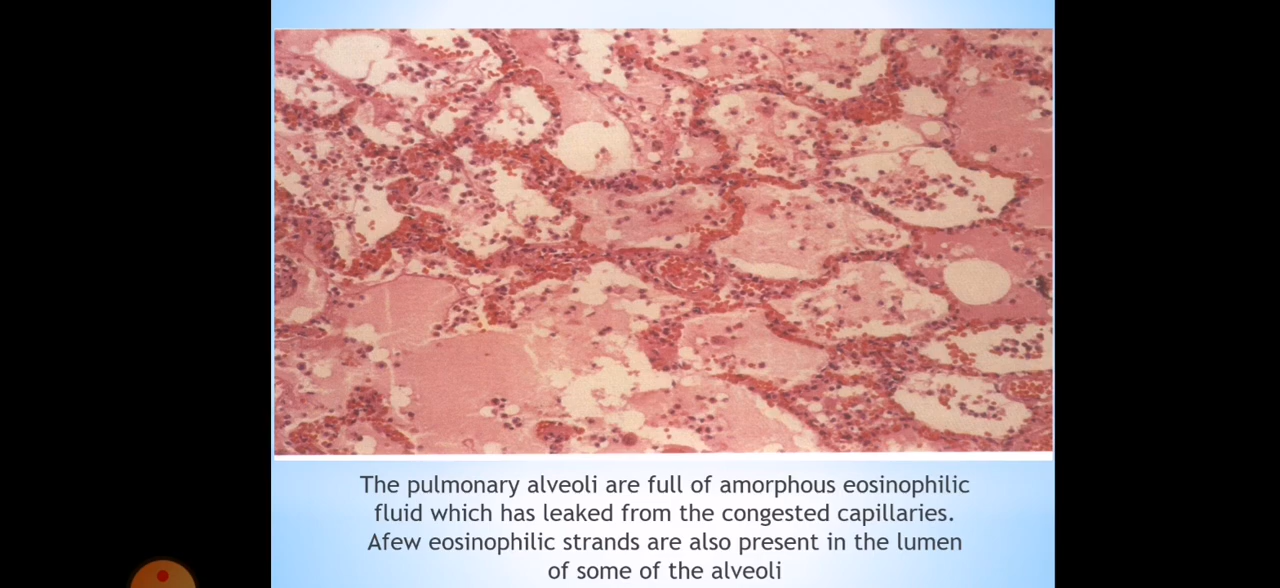 The pulmonary alveoli are full of amorphous eosinophilic
fluid which has leaked from the congested capillaries.
Afew eosinophilic strands are also present in the lumen
of some of the alveoli